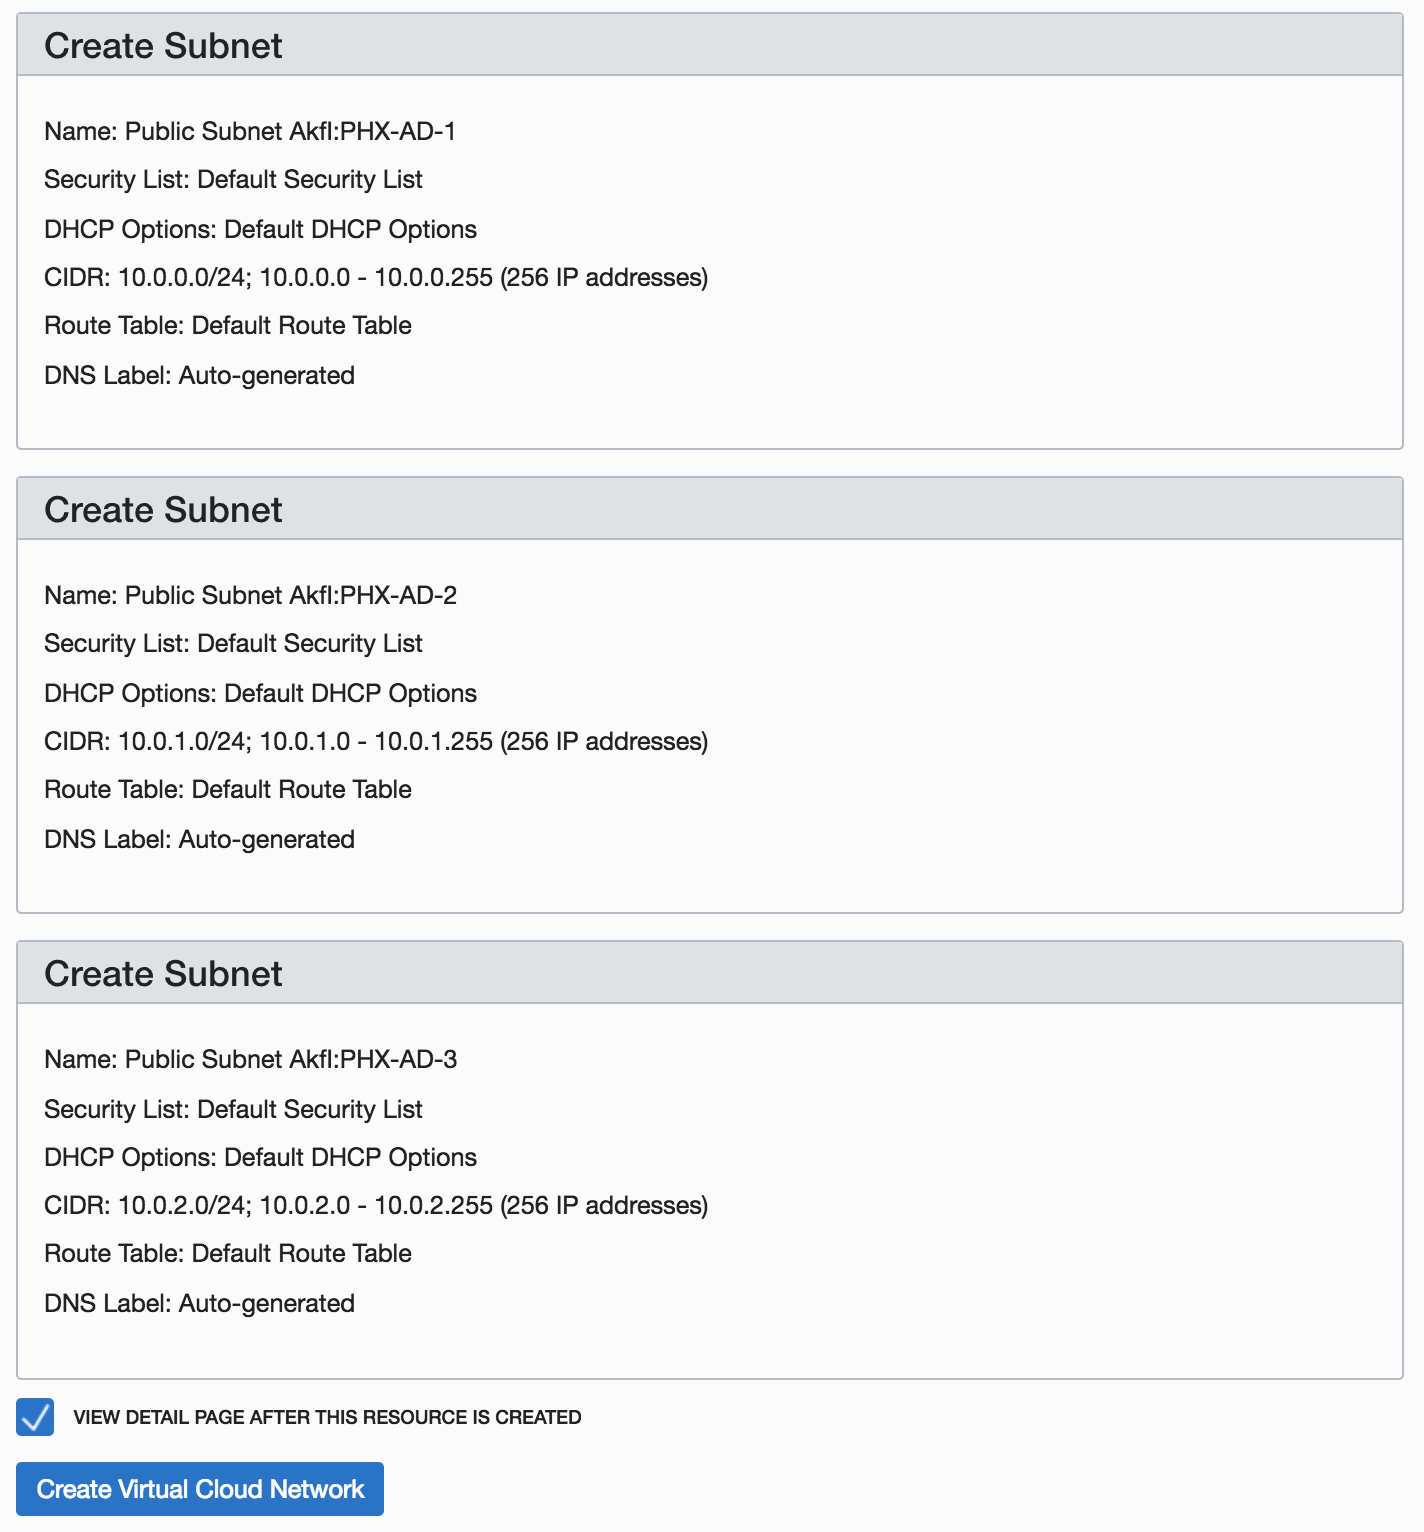 Create Subnet
Name: Public Subnet Akfl:PHX-AD-1
Security List: Default Security List
DHCP Options: Default DHCP Options
CIDR: 10.0.0.0/24; 10.0.0.0 - 10.0.0.255 (256 IP addresses)
Route Table: Default Route Table
DNS Label: Auto-generated
Create Subnet
Name: Public Subnet Akfl:PHX-AD-2
Security List: Default Security List
DHCP Options: Default DHCP Options
CIDR: 10.0.1.0/24; 10.0.1.0 - 10.0.1.255 (256 IP addresses)
Route Table: Default Route Table
DNS Label: Auto-generated
Create Subnet
Name: Public Subnet Akfl:PHX-AD-3
Security List: Default Security List
DHCP Options: Default DHCP Options
CIDR: 10.0.2.0/24; 10.0.2.0 - 10.0.2.255 (256 IP addresses)
Route Table: Default Route Table
DNS Label: Auto-generated
VIEW DETAIL PAGE AFTER THIS RESOURCE IS CREATED
Create Virtual Cloud Network